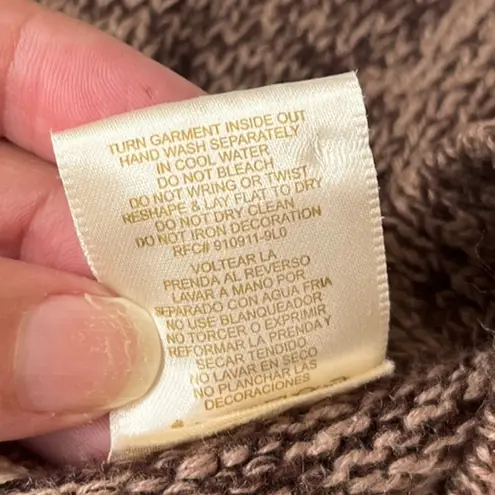 TURN GARMENT INSIDE OUT
HAND WASH SEPARATELY
IN COOL WATER
DO NOT BLEACH
DO NOT WRING OR TWIST
RESHAPE & LAY FLAT TO DRY
DO NOT DRY CLEAN
DO NOT IRON DECORATION
RFC# 910911-9L0
VOLTEAR LA
PRENDA AL REVERSO
LAVAR A MANO POR
SEPARADO CON AGUA FRIA
NO USE BLANQUEADOR
NO TORCER O EXPRIMIR
REFORMAR LA PRENDA Y
SECAR TENDIDO
NO LAVAR EN SECO
NO PLANCHAR LAS
DECORACIONES